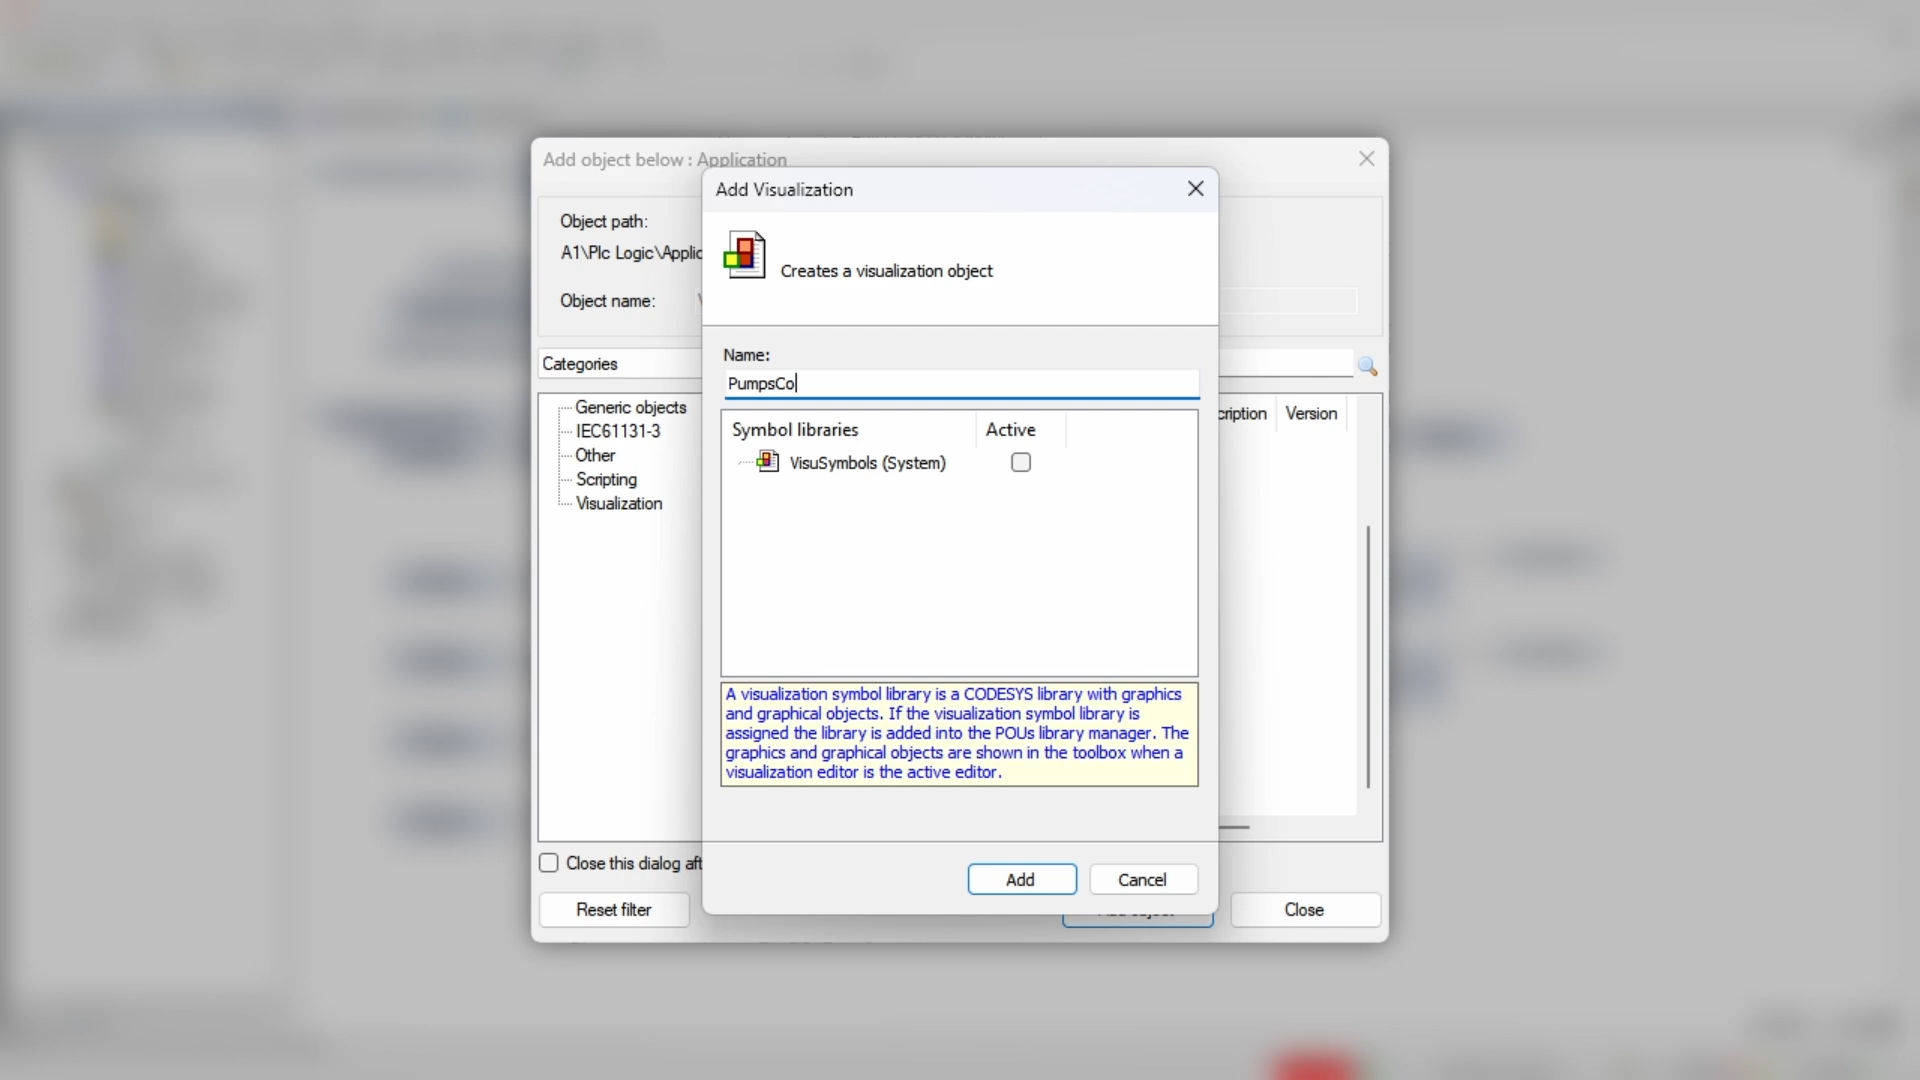 Add object below : Application
Add Visualization
Object path:
A1\Plc Logic\Applic
Creates a visualization object
Object name:
Name:
PumpsCo
Categories
Generic objects
IEC61131-3
Other
Scripting
Visualization
cription
Version
Symbol libraries
Active
VisuSymbols (System)
A visualization symbol library is a CODESYS library with graphics
and graphical objects. If the visualization symbol library is
assigned the library is added into the POUs library manager. The
graphics and graphical objects are shown in the toolbox when a
visualization editor is the active editor.
Close this dialog aft
Add
Cancel
Reset filter
Close